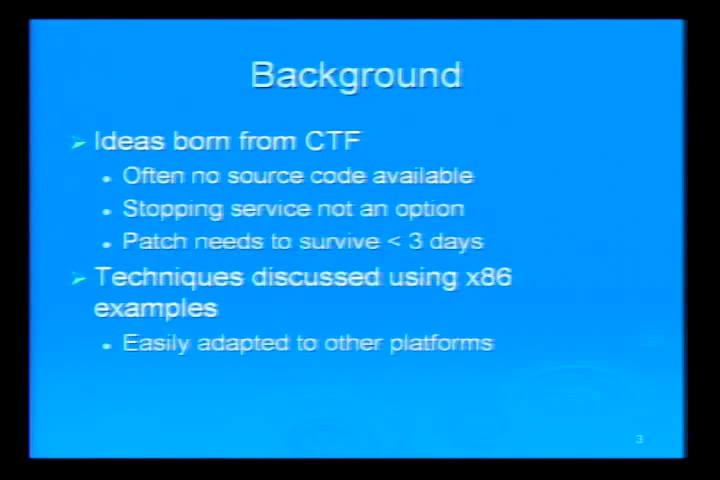 Background
Ideas born from CTF
Often no source code available
Stopping service not an option
Patch needs to survive < 3 days
Techniques discussed using x86
examples
Easily adapted to other platforms
3